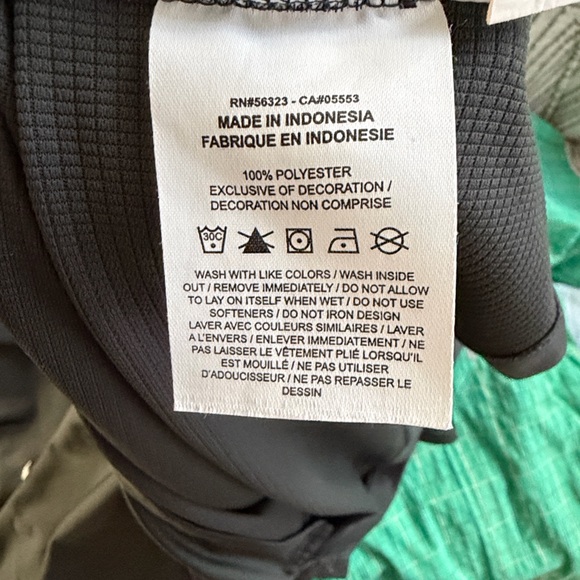 RN#56323 - CA#05553
MADE IN INDONESIA
FABRIQUE EN INDONESIE
100% POLYESTER
EXCLUSIVE OF DECORATION /
DECORATION NON COMPRISE
30C
WASH WITH LIKE COLORS / WASH INSIDE
OUT / REMOVE IMMEDIATELY / DO NOT ALLOW
TO LAY ON ITSELF WHEN WET / DO NOT USE
SOFTENERS / DO NOT IRON DESIGN
LAVER AVEC COULEURS SIMILAIRES / LAVER
A L'ENVERS / ENLEVER IMMEDIATEMENT / NE
PAS LAISSER LE VÊTEMENT PLIÉ LORSQU'IL
EST MOUILLÉ / NE PAS UTILISER
D'ADOUCISSEUR / NE PAS REPASSER LE
DESSIN